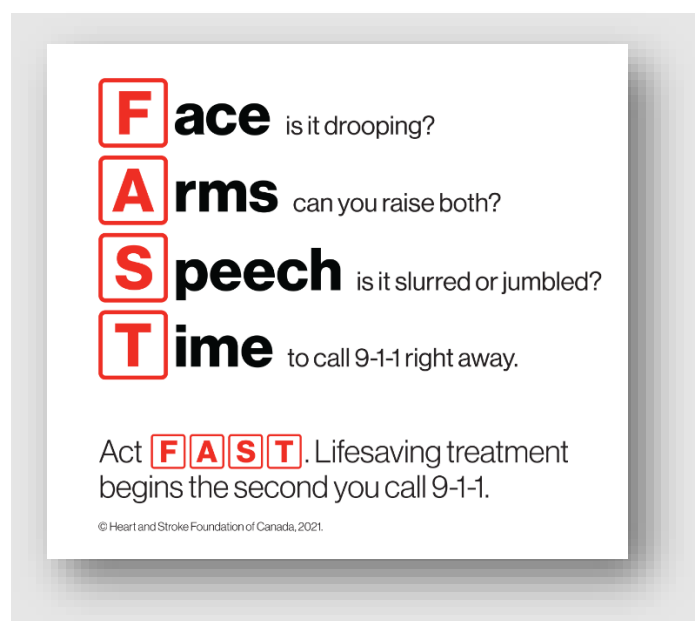 Face is it drooping?
Arms can you raise both?
Speech is it slurred or jumbled?
Time to call 9-1-1 right away.
Act FAST. Lifesaving treatment
begins the second you call 9-1-1.
© Heart and Stroke Foundation of Canada, 2021.